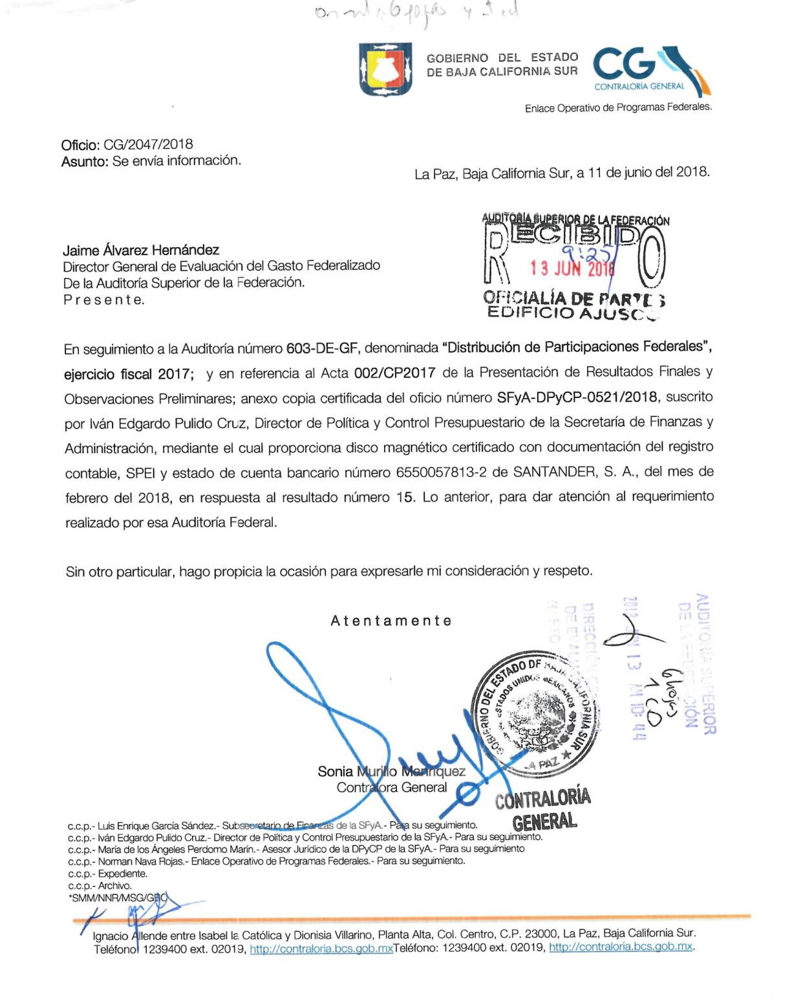 6 fojas y 1 cd
GOBIERNO DEL ESTADO
DE BAJA CALIFORNIA SUR
CG
CONTRALORÍA GENERAL
Enlace Operativo de Programas Federales.
Oficio: CG/2047/2018
Asunto: Se envía información.
La Paz, Baja California Sur, a 11 de junio del 2018.
AUDITORÍA SUPERIOR DE LA FEDERACIÓN
RECIBIDO
9:25
13 JUN 2018
OFICIALÍA DE PARTES
EDIFICIO AJUSCO
Jaime Álvarez Hernández
Director General de Evaluación del Gasto Federalizado
De la Auditoría Superior de la Federación.
Presente.
En seguimiento a la Auditoría número 603-DE-GF, denominada “Distribución de Participaciones Federales”,
ejercicio fiscal 2017; y en referencia al Acta 002/CP2017 de la Presentación de Resultados Finales y
Observaciones Preliminares; anexo copia certificada del oficio número SFyA-DPyCP-0521/2018, suscrito
por Iván Edgardo Pulido Cruz, Director de Política y Control Presupuestario de la Secretaría de Finanzas y
Administración, mediante el cual proporciona disco magnético certificado con documentación del registro
contable, SPEI y estado de cuenta bancario número 6550057813-2 de SANTANDER, S. A., del mes de
febrero del 2018, en respuesta al resultado número 15. Lo anterior, para dar atención al requerimiento
realizado por esa Auditoría Federal.
Sin otro particular, hago propicia la ocasión para expresarle mi consideración y respeto.
Atentamente
AUDITORÍA SUPERIOR
DE LA FEDERACIÓN
2018 JUN 13 AM 10:44
DIRECCIÓN
DE EVALU
6 hojas
1 CD
GOBIERNO DEL ESTADO DE BAJA CALIFORNIA SUR
ESTADOS UNIDOS MEXICANOS
LA PAZ
Sonia Murillo Manríquez
Contralora General
CONTRALORÍA
GENERAL
c.c.p.- Luis Enrique García Sández.- Subsecretario de Finanzas de la SFyA.- Para su seguimiento.
c.c.p.- Iván Edgardo Pulido Cruz.- Director de Política y Control Presupuestario de la SFyA.- Para su seguimiento.
c.c.p.- María de los Ángeles Perdomo Marín.- Asesor Jurídico de la DPyCP de la SFyA.- Para su seguimiento
c.c.p.- Norman Nava Rojas.- Enlace Operativo de Programas Federales.- Para su seguimiento.
c.c.p.- Expediente.
c.c.p.- Archivo.
*SMM/NNR/MSG/GBO
Ignacio Allende entre Isabel la Católica y Dionisia Villarino, Planta Alta, Col. Centro, C.P. 23000, La Paz, Baja California Sur.
Teléfono 1239400 ext. 02019, http://contraloria.bcs.gob.mxTeléfono: 1239400 ext. 02019, http://contraloria.bcs.gob.mx.